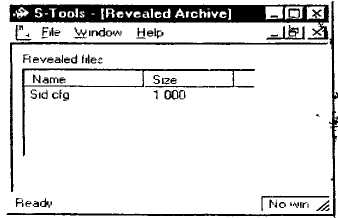 S-Tools - [Revealed Archive]
File Window Help
Revealed files
Name Size
Sid cfg 1 000
Ready No win